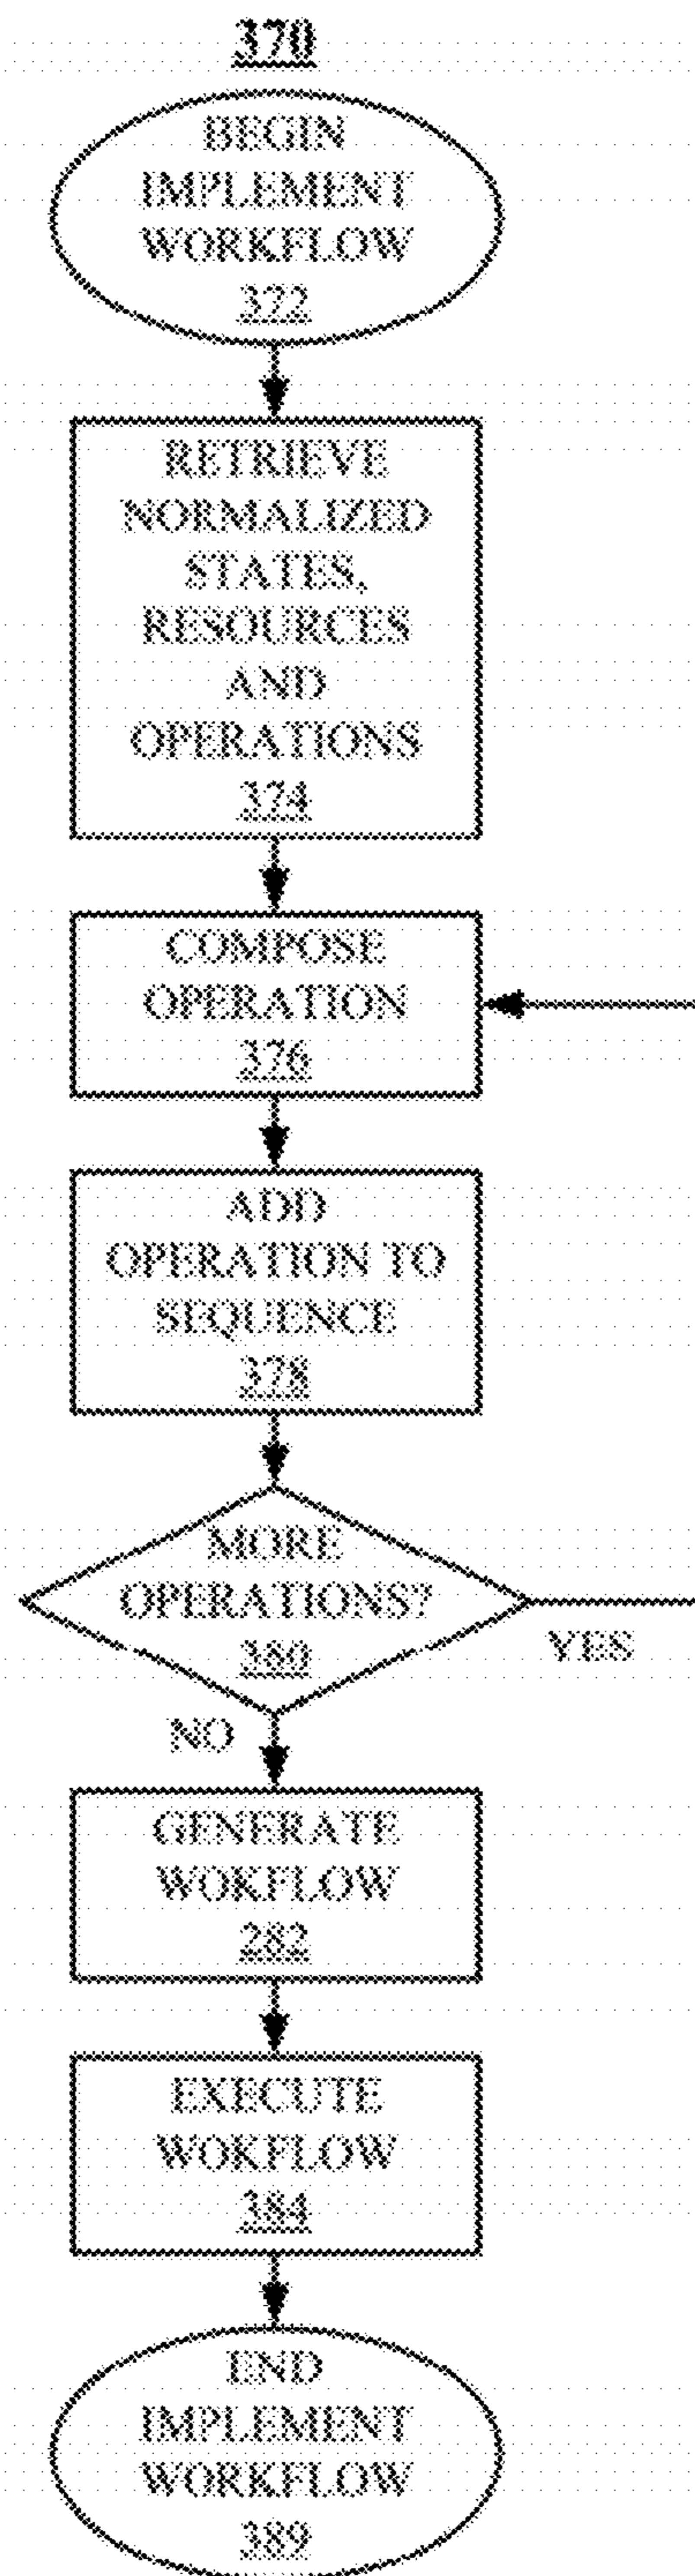 370
BEGIN
IMPLEMENT
WORKFLOW
372
RETRIEVE
NORMALIZED
STATES,
RESOURCES
AND
OPERATIONS
374
COMPOSE
OPERATION
376
ADD
OPERATION TO
SEQUENCE
378
MORE
OPERATIONS?
380
YES
NO
GENERATE
WOKFLOW
282
EXECUTE
WOKFLOW
384
END
IMPLEMENT
WORKFLOW
389